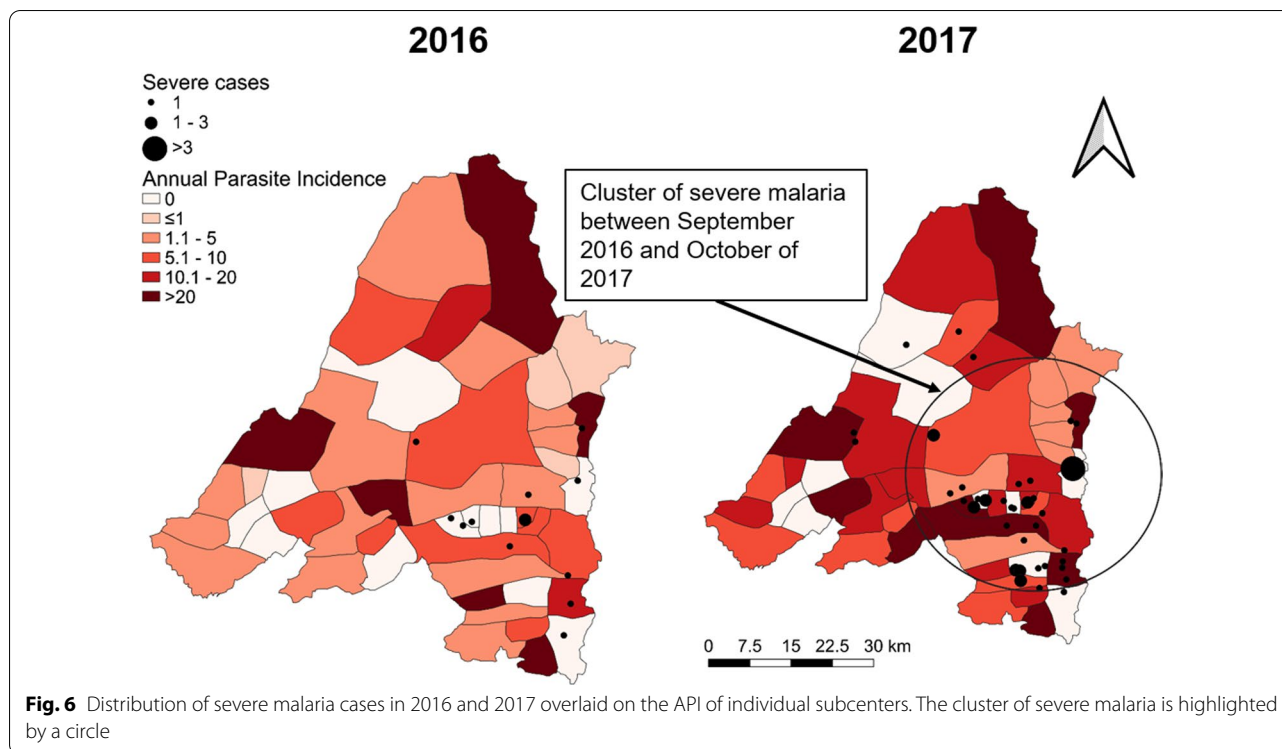 2016
2017
Severe cases
1
1 - 3
>3
Annual Parasite Incidence
0
≤1
1.1 - 5
5.1 - 10
10.1 - 20
>20
Cluster of severe malaria
between September
2016 and October of
2017
0 7.5 15 22.5 30 km
Fig. 6 Distribution of severe malaria cases in 2016 and 2017 overlaid on the API of individual subcenters. The cluster of severe malaria is highlighted
by a circle